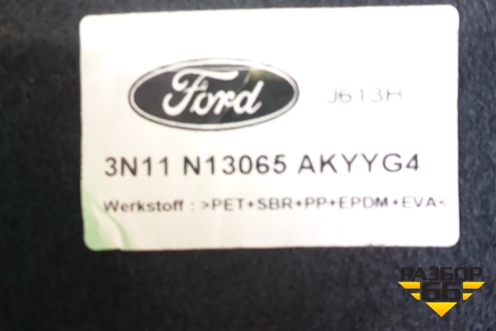 Ford J613H
3N11 N13065 AKYYG4
Werkstoff : >PET+SBR+PP+EPDM+EVA<
РАЗБОР
66